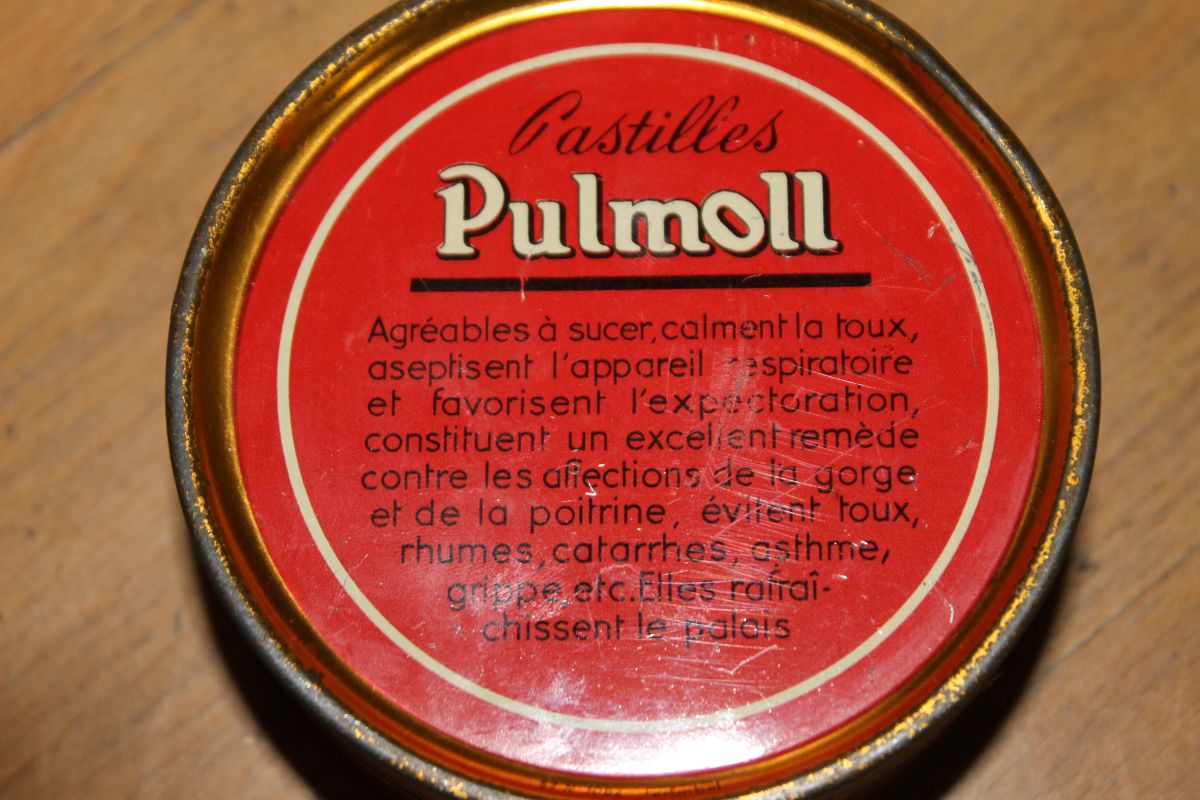 Pastilles
Pulmoll
Agréables à sucer, calment la toux,
aseptisent l'appareil respiratoire
et favorisent l'expectoration,
constituent un excellent remède
contre les affections de la gorge
et de la poitrine, évitent toux,
rhumes, catarrhes, asthme,
grippe, etc. Elles rafraî-
chissent le palais